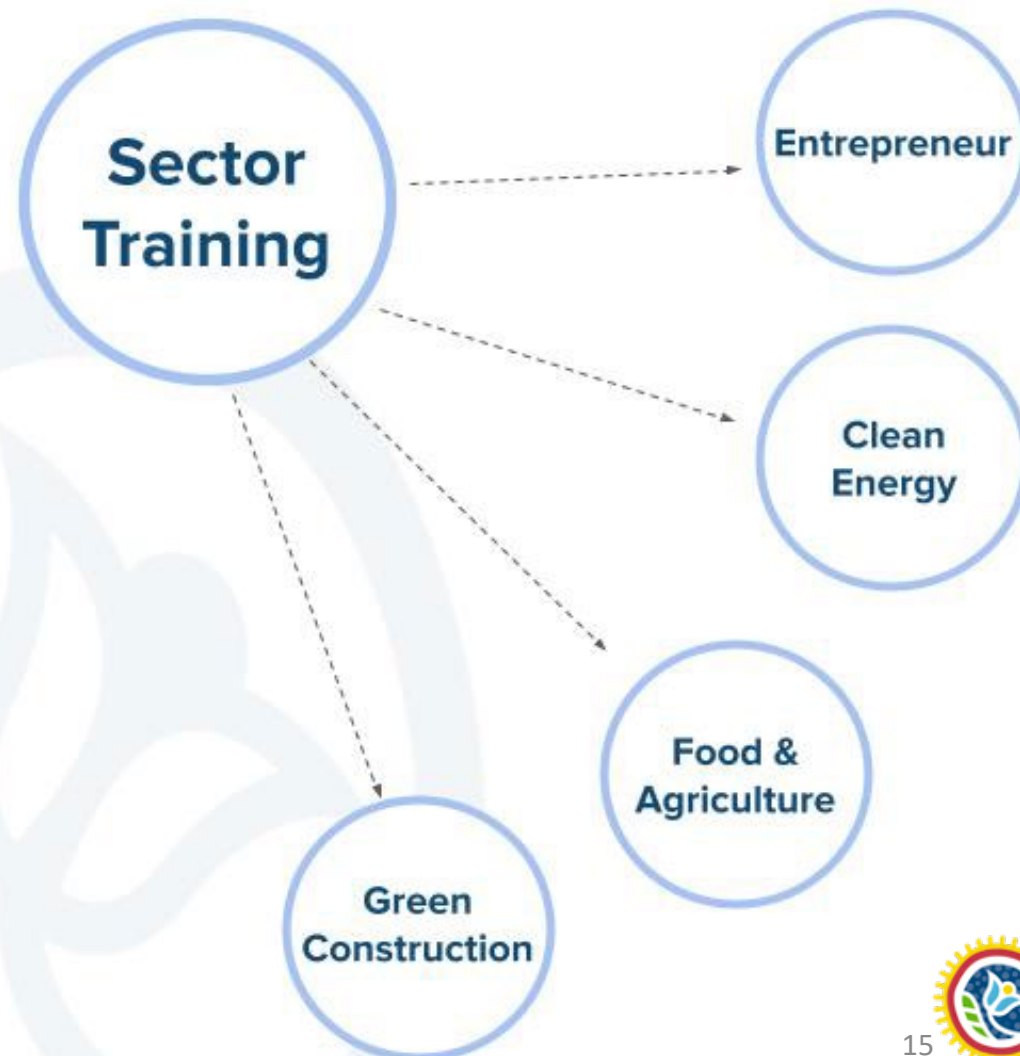 Sector
Training
Entrepreneur
Clean
Energy
Food &
Agriculture
Green
Construction
15